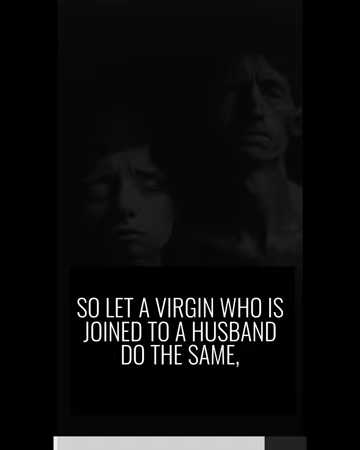 SO LET A VIRGIN WHO IS
JOINED TO A HUSBAND
DO THE SAME,